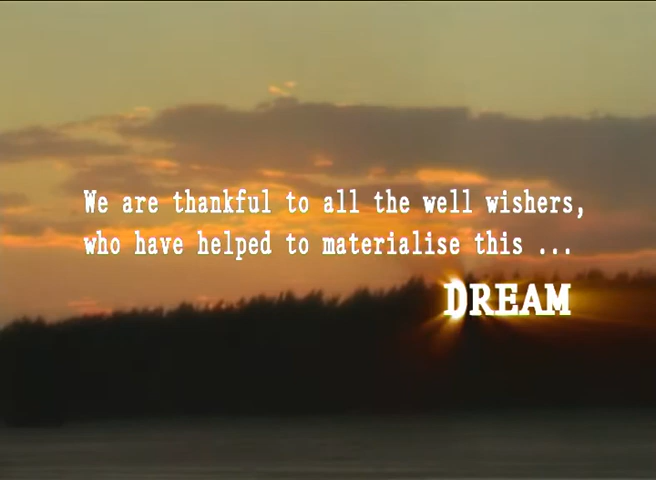 We are thankful to all the well wishers,
who have helped to materialise this ...
DREAM